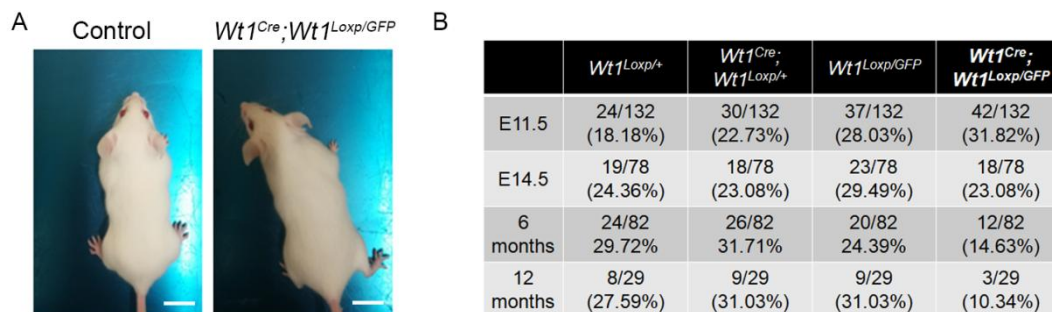 A
Control
Wt1Cre;Wt1Loxp/GFP
B
Wt1Loxp/+
Wt1Cre;
Wt1Loxp/+
Wt1Loxp/GFP
Wt1Cre;
Wt1Loxp/GFP
E11.5
24/132
(18.18%)
30/132
(22.73%)
37/132
(28.03%)
42/132
(31.82%)
E14.5
19/78
(24.36%)
18/78
(23.08%)
23/78
(29.49%)
18/78
(23.08%)
6
months
24/82
29.72%
26/82
31.71%
20/82
24.39%
12/82
(14.63%)
12
months
8/29
(27.59%)
9/29
(31.03%)
9/29
(31.03%)
3/29
(10.34%)